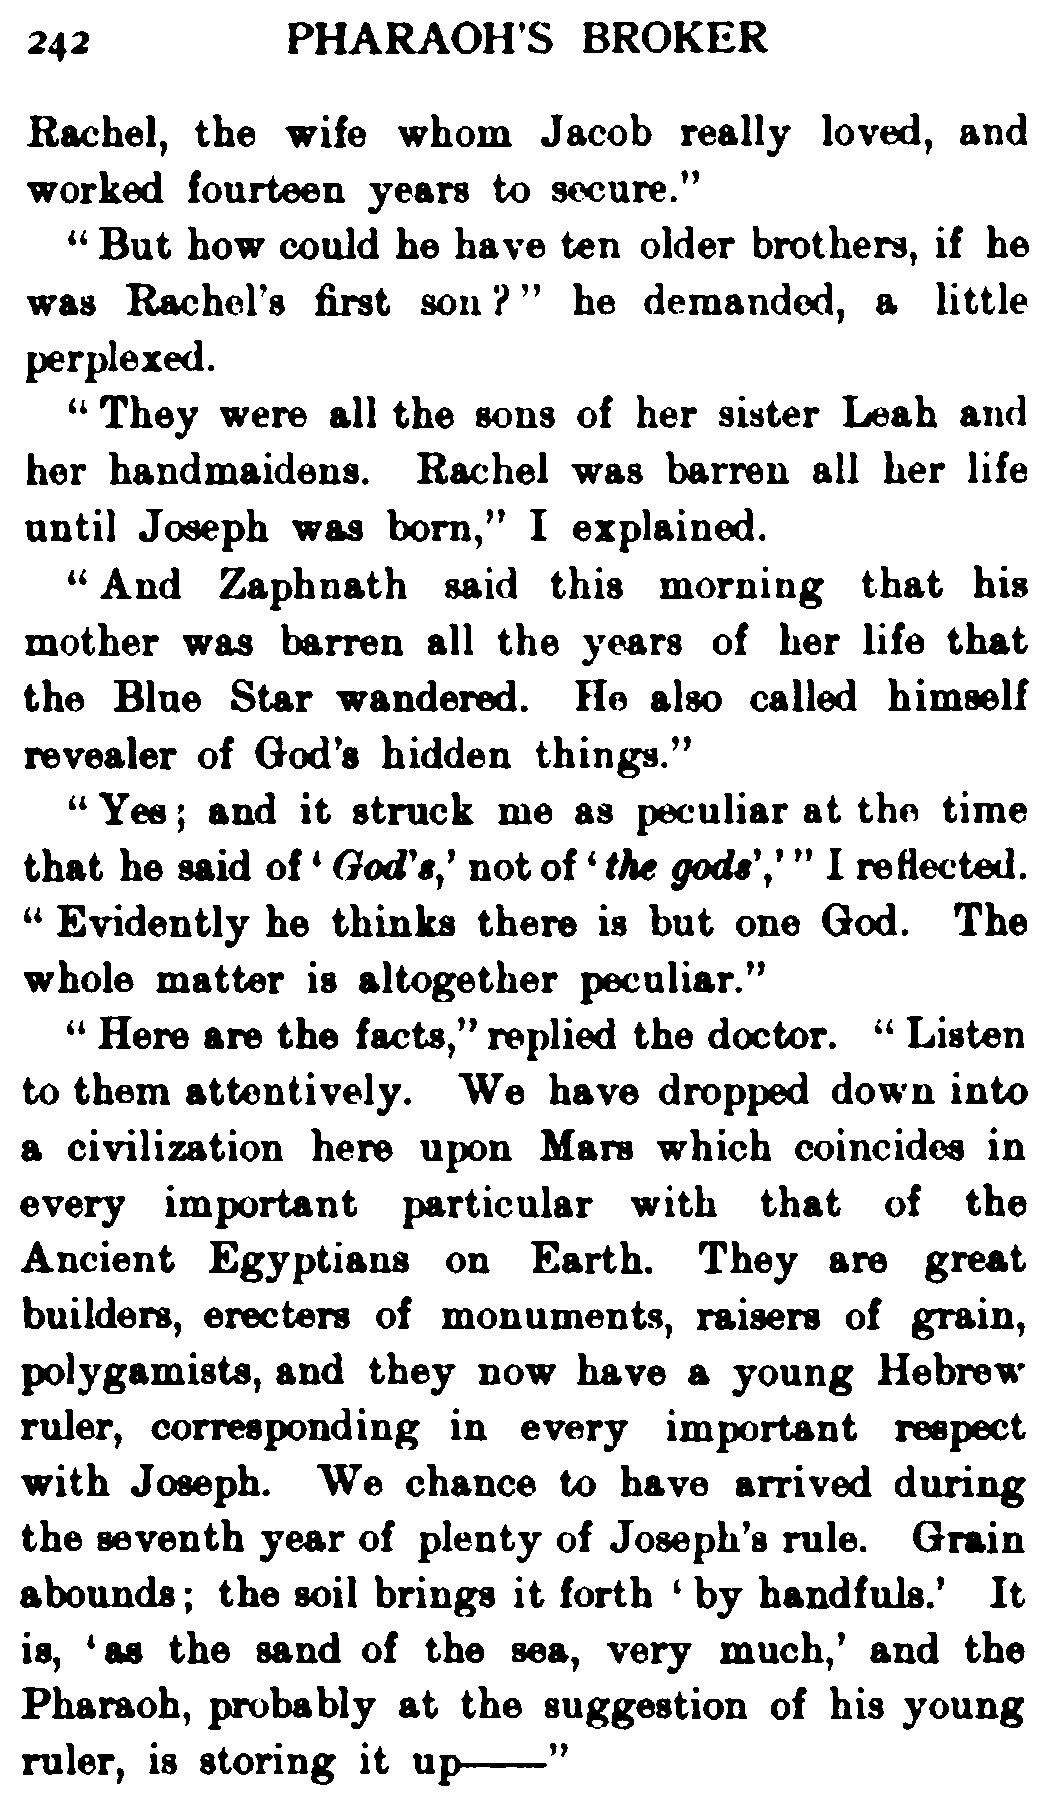 242 PHARAOH'S BROKER
Rachel, the wife whom Jacob really loved, and
worked fourteen years to secure."
"But how could he have ten older brothers, if he
was Rachel's first son?" he demanded, a little
perplexed.
"They were all the sons of her sister Leah and
her handmaidens. Rachel was barren all her life
until Joseph was born," I explained.
"And Zaphnath said this morning that his
mother was barren all the years of her life that
the Blue Star wandered. He also called himself
revealer of God's hidden things."
"Yes; and it struck me as peculiar at the time
that he said of 'God's,' not of 'the gods','" I reflected.
"Evidently he thinks there is but one God. The
whole matter is altogether peculiar."
"Here are the facts," replied the doctor. "Listen
to them attentively. We have dropped down into
a civilization here upon Mars which coincides in
every important particular with that of the
Ancient Egyptians on Earth. They are great
builders, erecters of monuments, raisers of grain,
polygamists, and they now have a young Hebrew
ruler, corresponding in every important respect
with Joseph. We chance to have arrived during
the seventh year of plenty of Joseph's rule. Grain
abounds; the soil brings it forth 'by handfuls.' It
is, 'as the sand of the sea, very much,' and the
Pharaoh, probably at the suggestion of his young
ruler, is storing it up——"